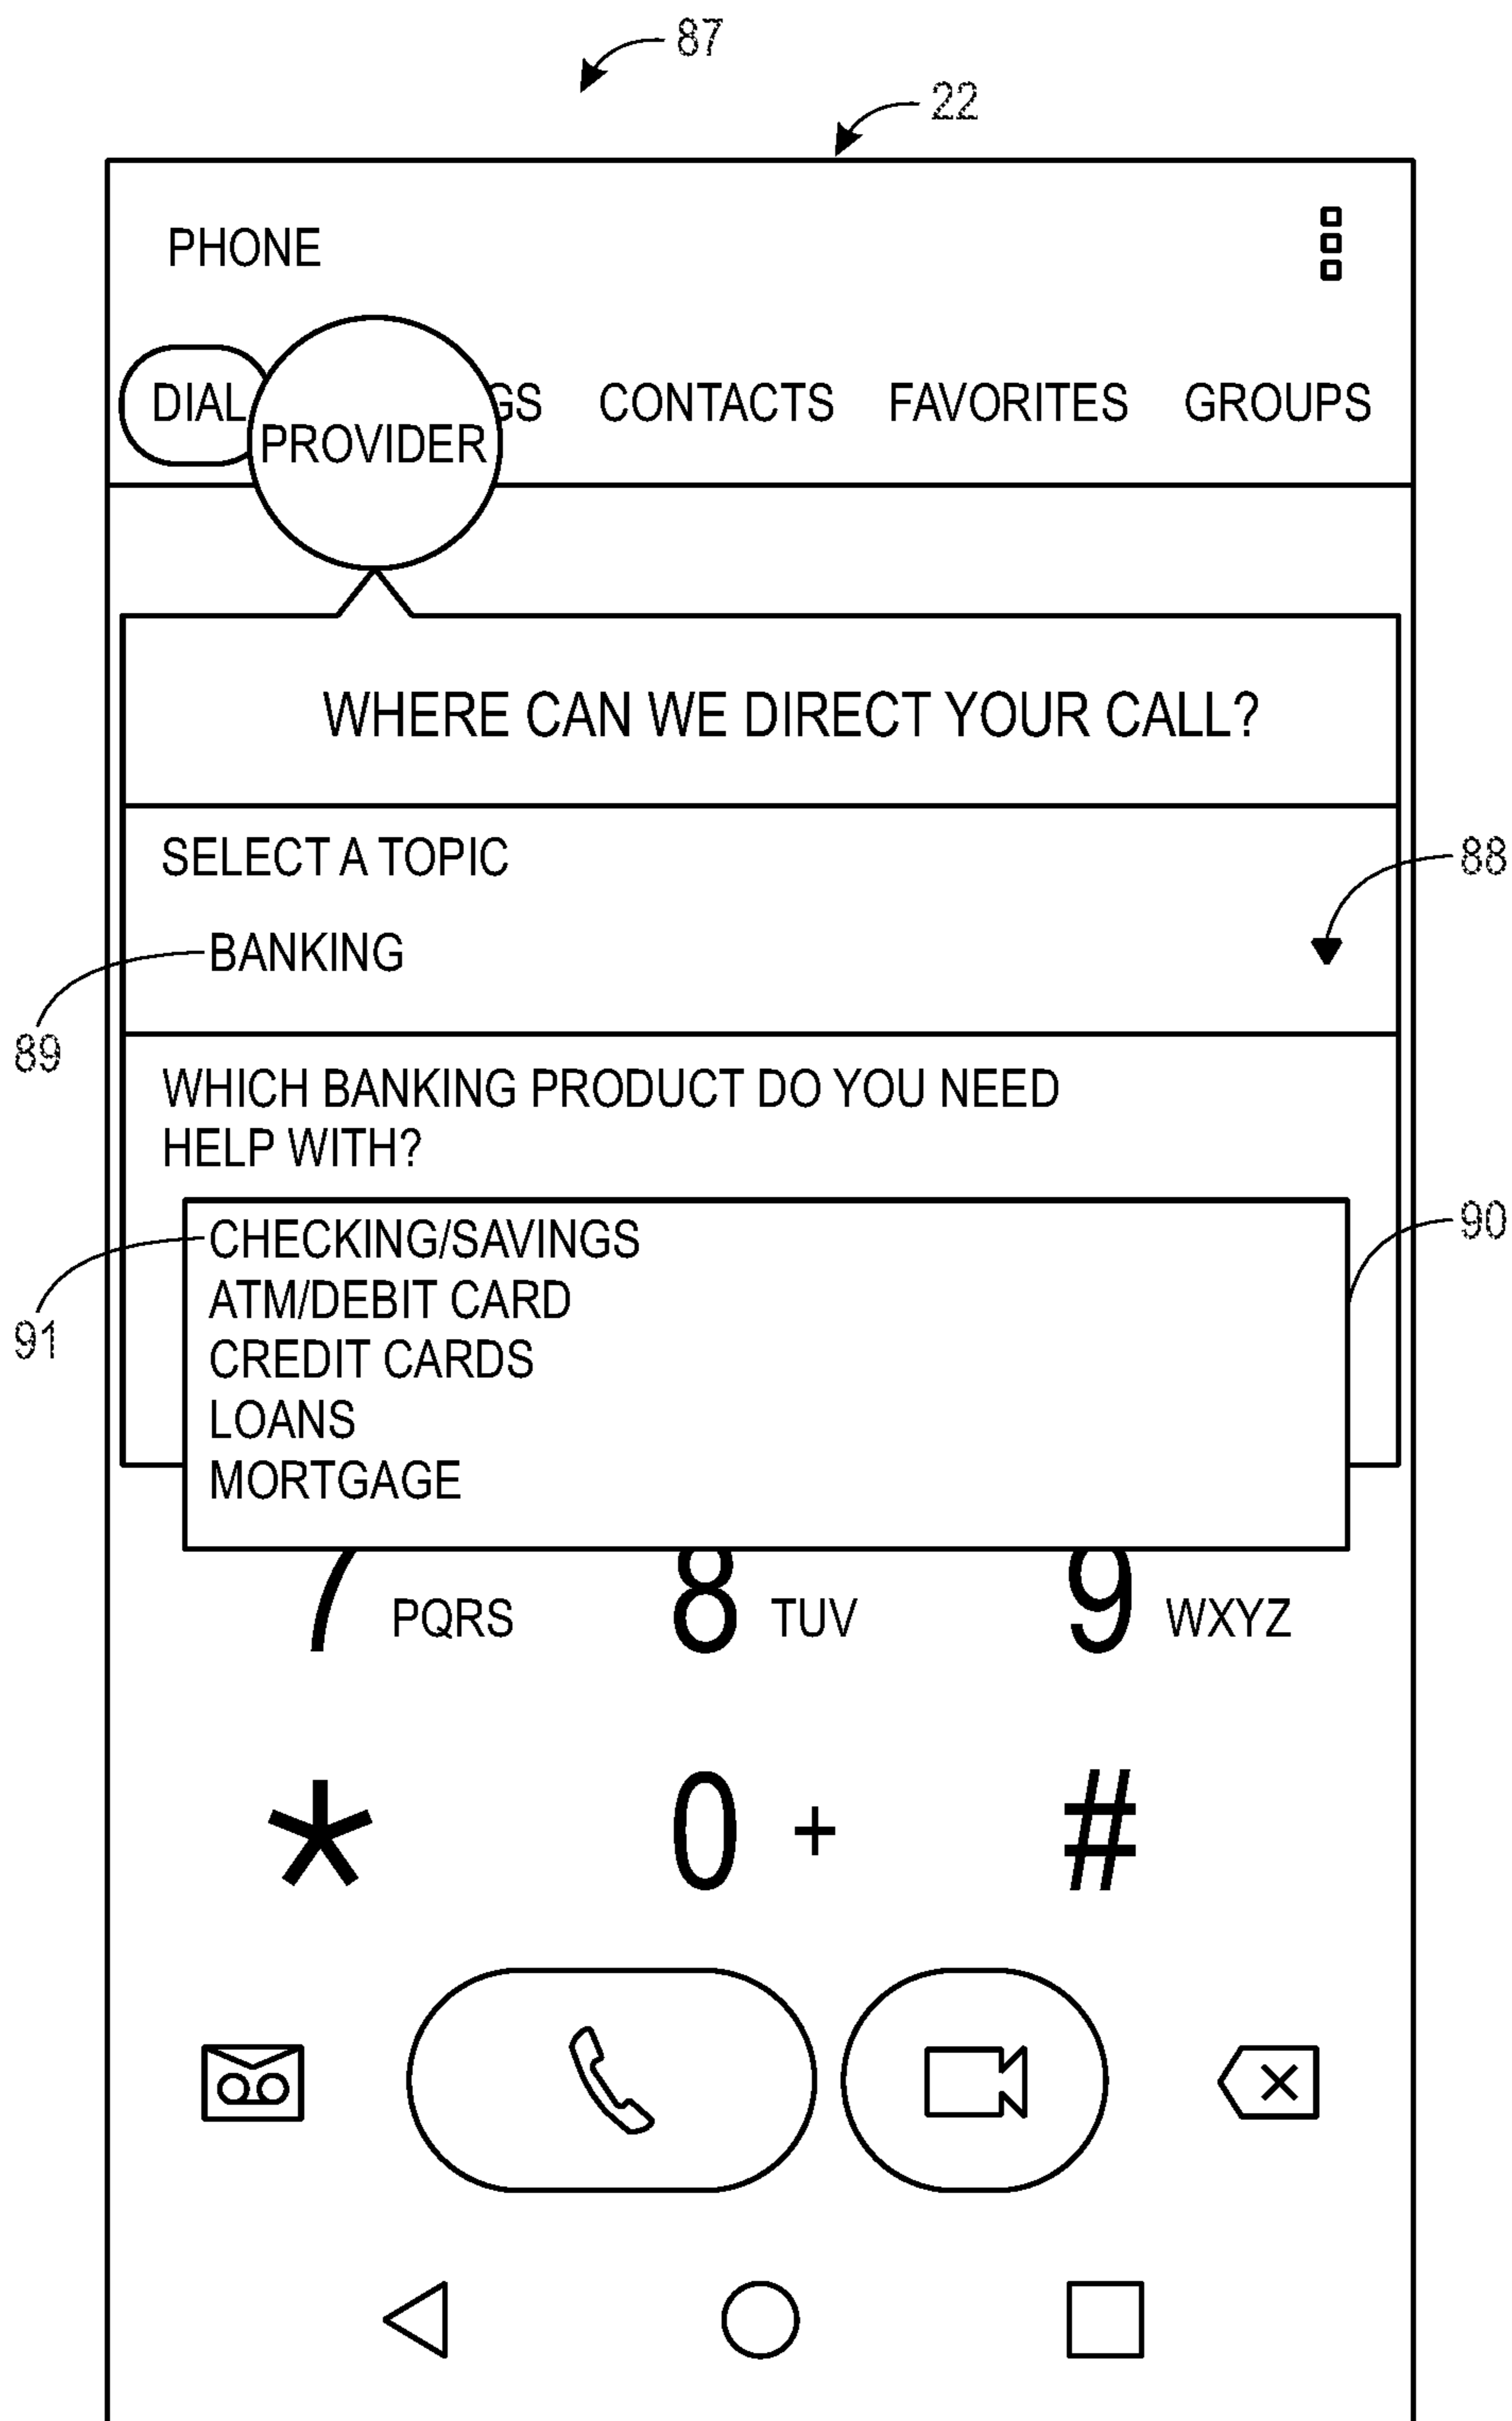 87
22
PHONE
DIAL GS CONTACTS FAVORITES GROUPS
PROVIDER
WHERE CAN WE DIRECT YOUR CALL?
SELECT A TOPIC
88
BANKING
89
WHICH BANKING PRODUCT DO YOU NEED
HELP WITH?
90
CHECKING/SAVINGS
91
ATM/DEBIT CARD
CREDIT CARDS
LOANS
MORTGAGE
7 PQRS 8 TUV 9 WXYZ
* 0 + #